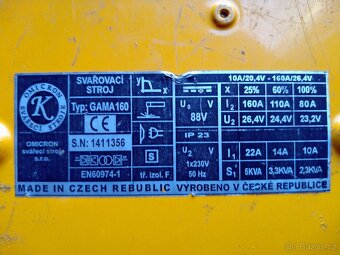 OMICRON
SVÁŘECÍ STROJE
K
OMICRON
svářecí stroje
s.r.o.
SVAŘOVACÍ
STROJ
Typ: GAMA160
CE
S.N: 1411356
EN60974-1
tř. izol. F
S
U₀ V
88V
IP 23
U₂ V
1x230V
50 Hz
10A/20,4V - 160A/26,4V
X 25% 60% 100%
I₂ 160A 110A 80A
U₂ 26,4V 24,4V 23,2V
I₁ 22A 14A 10A
S₁ 5KVA 3,3KVA 2,3KVA
MADE IN CZECH REBUBLIC VYROBENO V ČESKÉ REPUBLICE